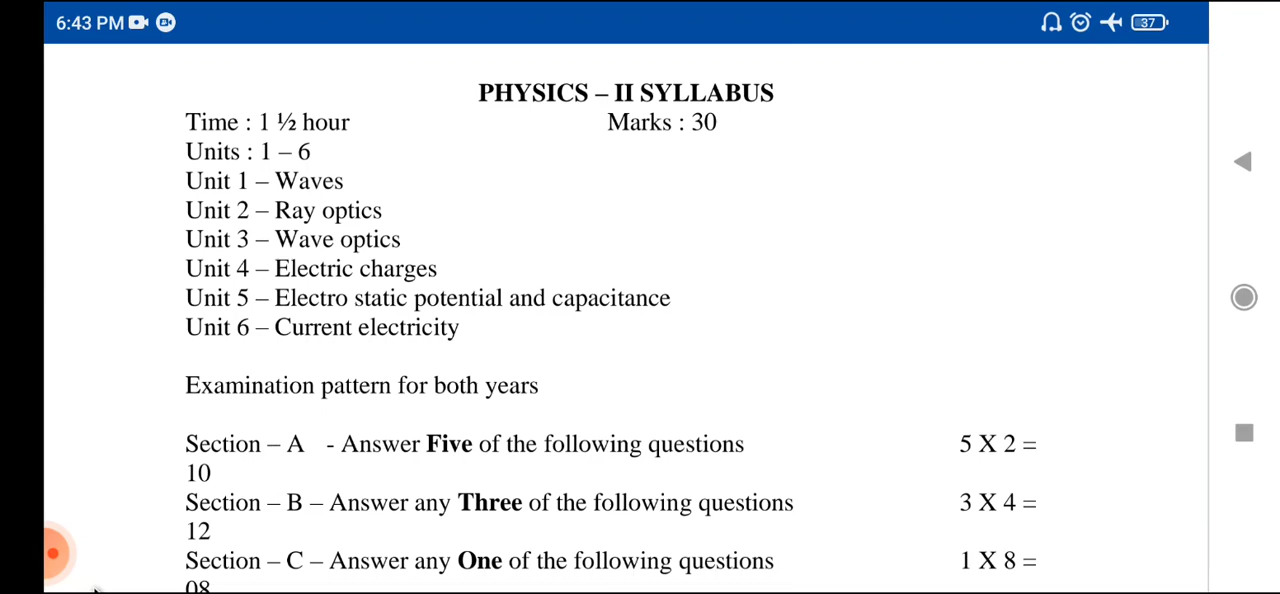 6:43 PM
37
PHYSICS – II SYLLABUS
Time : 1 ½ hour Marks : 30
Units : 1 – 6
Unit 1 – Waves
Unit 2 – Ray optics
Unit 3 – Wave optics
Unit 4 – Electric charges
Unit 5 – Electro static potential and capacitance
Unit 6 – Current electricity
Examination pattern for both years
Section – A - Answer Five of the following questions 5 X 2 =
10
Section – B – Answer any Three of the following questions 3 X 4 =
12
Section – C – Answer any One of the following questions 1 X 8 =
08